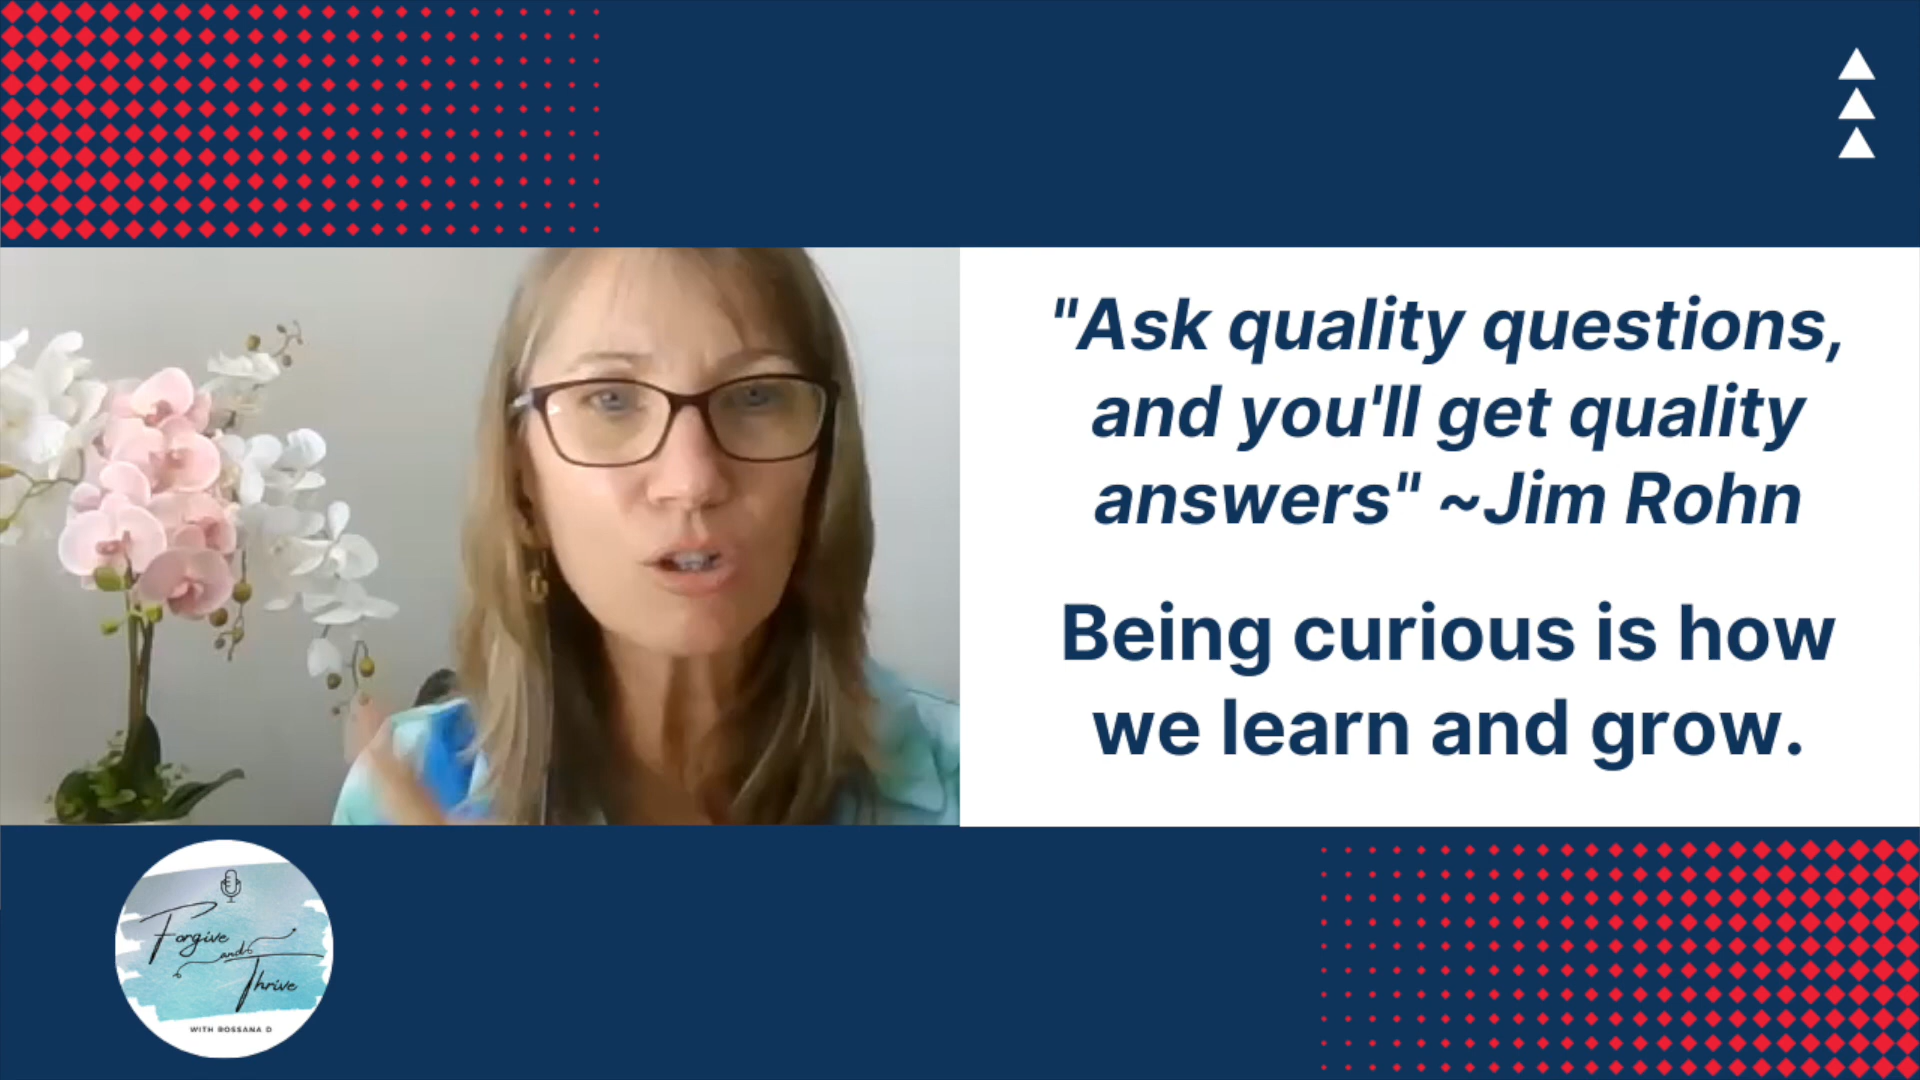 "Ask quality questions,
and you'll get quality
answers" ~Jim Rohn
Being curious is how
we learn and grow.
Forgive
and
Thrive
WITH ROSSANA D